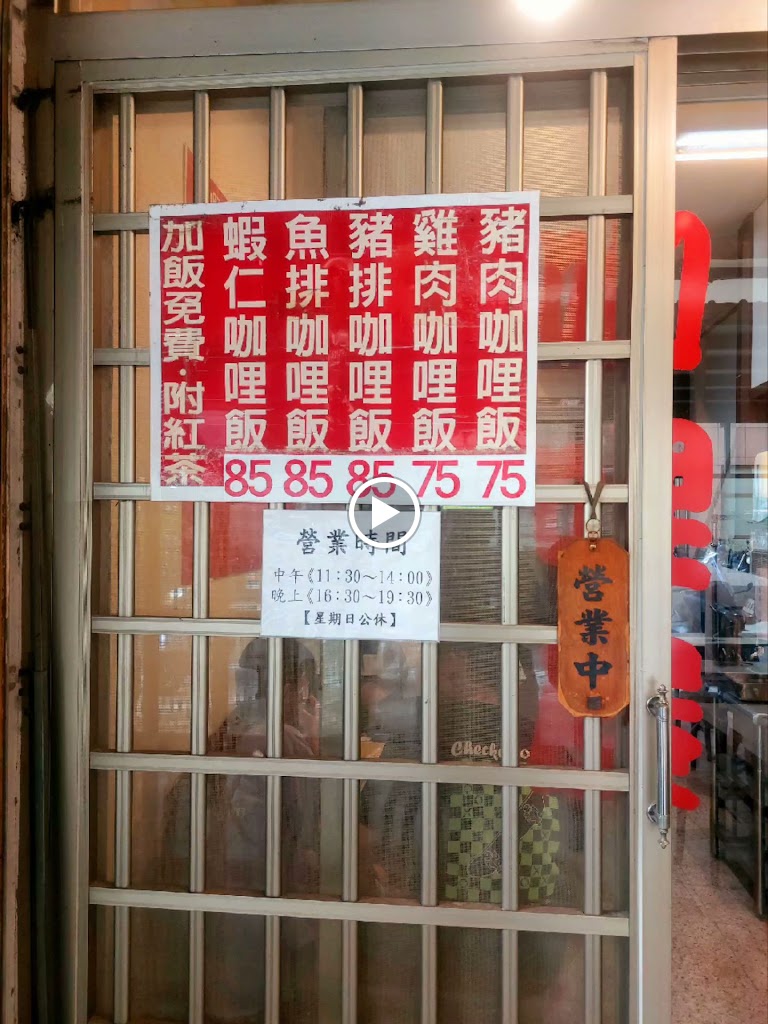 豬肉咖哩飯 75
雞肉咖哩飯 75
豬排咖哩飯 85
魚排咖哩飯 85
蝦仁咖哩飯 85
加飯免費·附紅茶
營業時間
中午《11：30～14：00》
晚上《16：30～19：30》
【星期日公休】
營業中